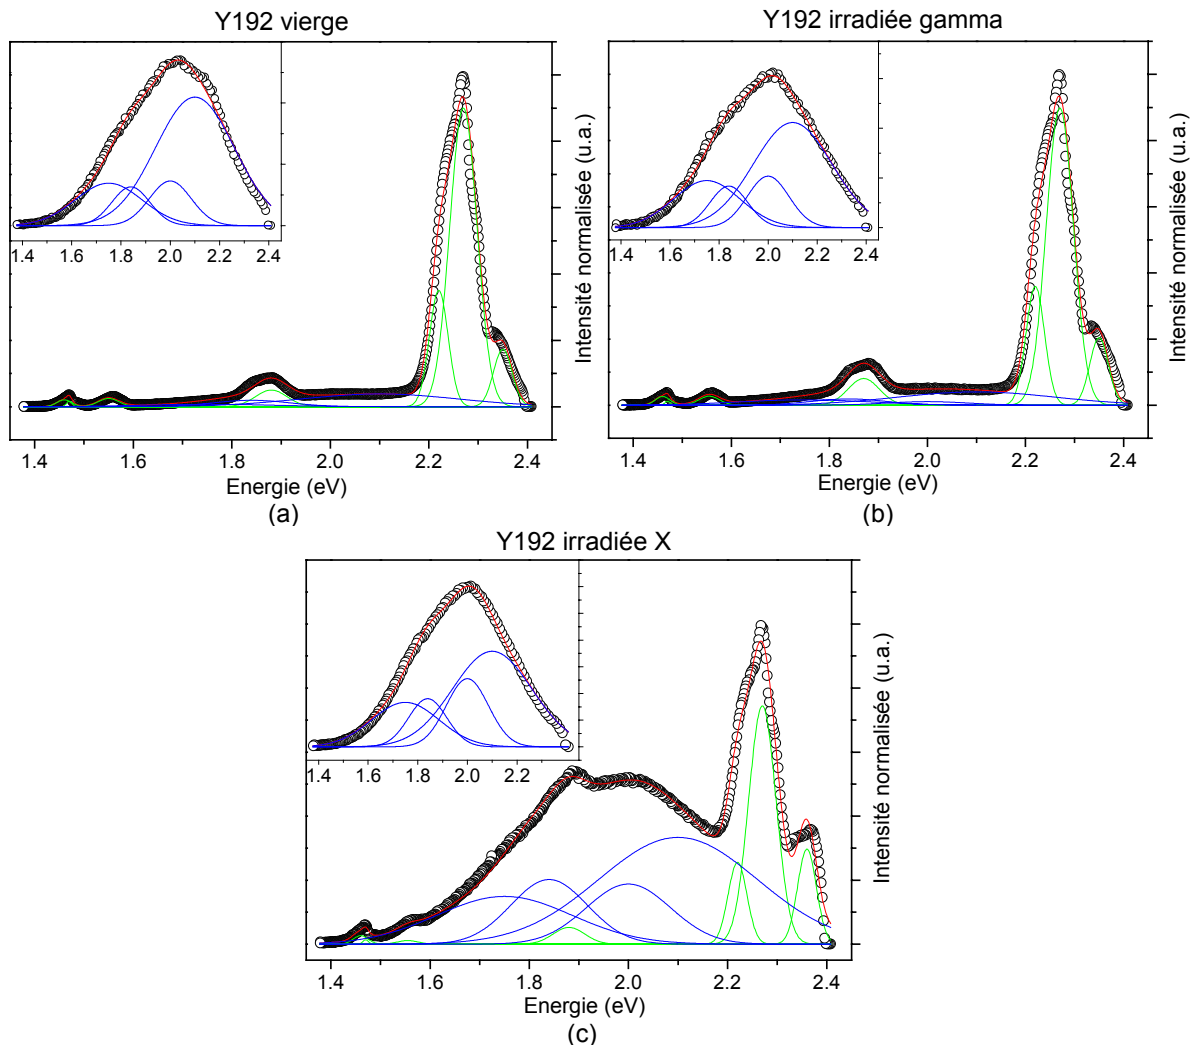 Y192 vierge
1.4 1.6 1.8 2.0 2.2 2.4
1.4 1.6 1.8 2.0 2.2 2.4
Energie (eV)
Intensité normalisée (u.a.)
(a)
Y192 irradiée gamma
1.4 1.6 1.8 2.0 2.2 2.4
1.4 1.6 1.8 2.0 2.2 2.4
Energie (eV)
Intensité normalisée (u.a.)
(b)
Y192 irradiée X
1.4 1.6 1.8 2.0 2.2
1.4 1.6 1.8 2.0 2.2 2.4
Energie (eV)
Intensité normalisée (u.a.)
(c)